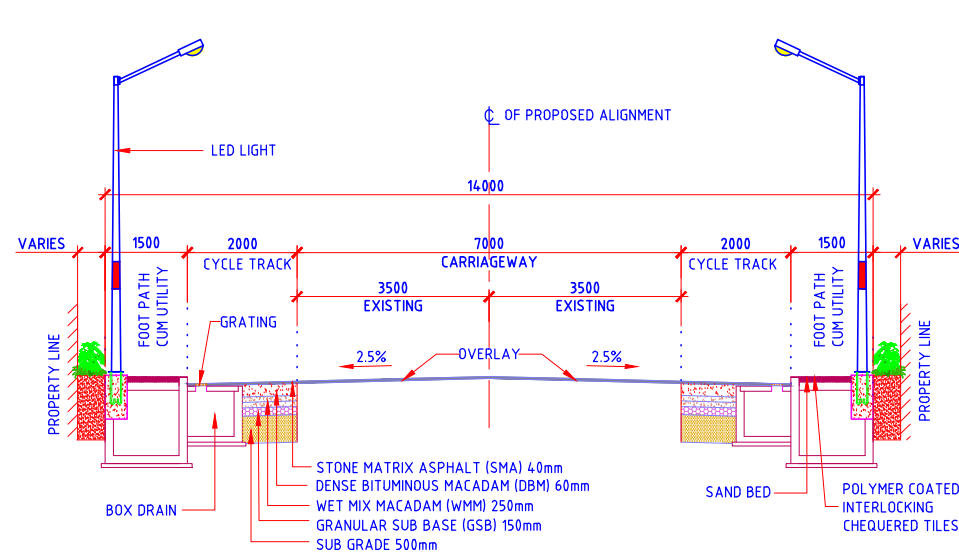 ℄ OF PROPOSED ALIGNMENT
LED LIGHT
14000
VARIES
1500
2000
7000
2000
1500
VARIES
CYCLE TRACK
CARRIAGEWAY
CYCLE TRACK
3500
3500
EXISTING
EXISTING
FOOT PATH
CUM UTILITY
FOOT PATH
CUM UTILITY
GRATING
PROPERTY LINE
2.5%
OVERLAY
2.5%
PROPERTY LINE
STONE MATRIX ASPHALT (SMA) 40mm
DENSE BITUMINOUS MACADAM (DBM) 60mm
WET MIX MACADAM (WMM) 250mm
GRANULAR SUB BASE (GSB) 150mm
SUB GRADE 500mm
BOX DRAIN
SAND BED
POLYMER COATED
INTERLOCKING
CHEQUERED TILES